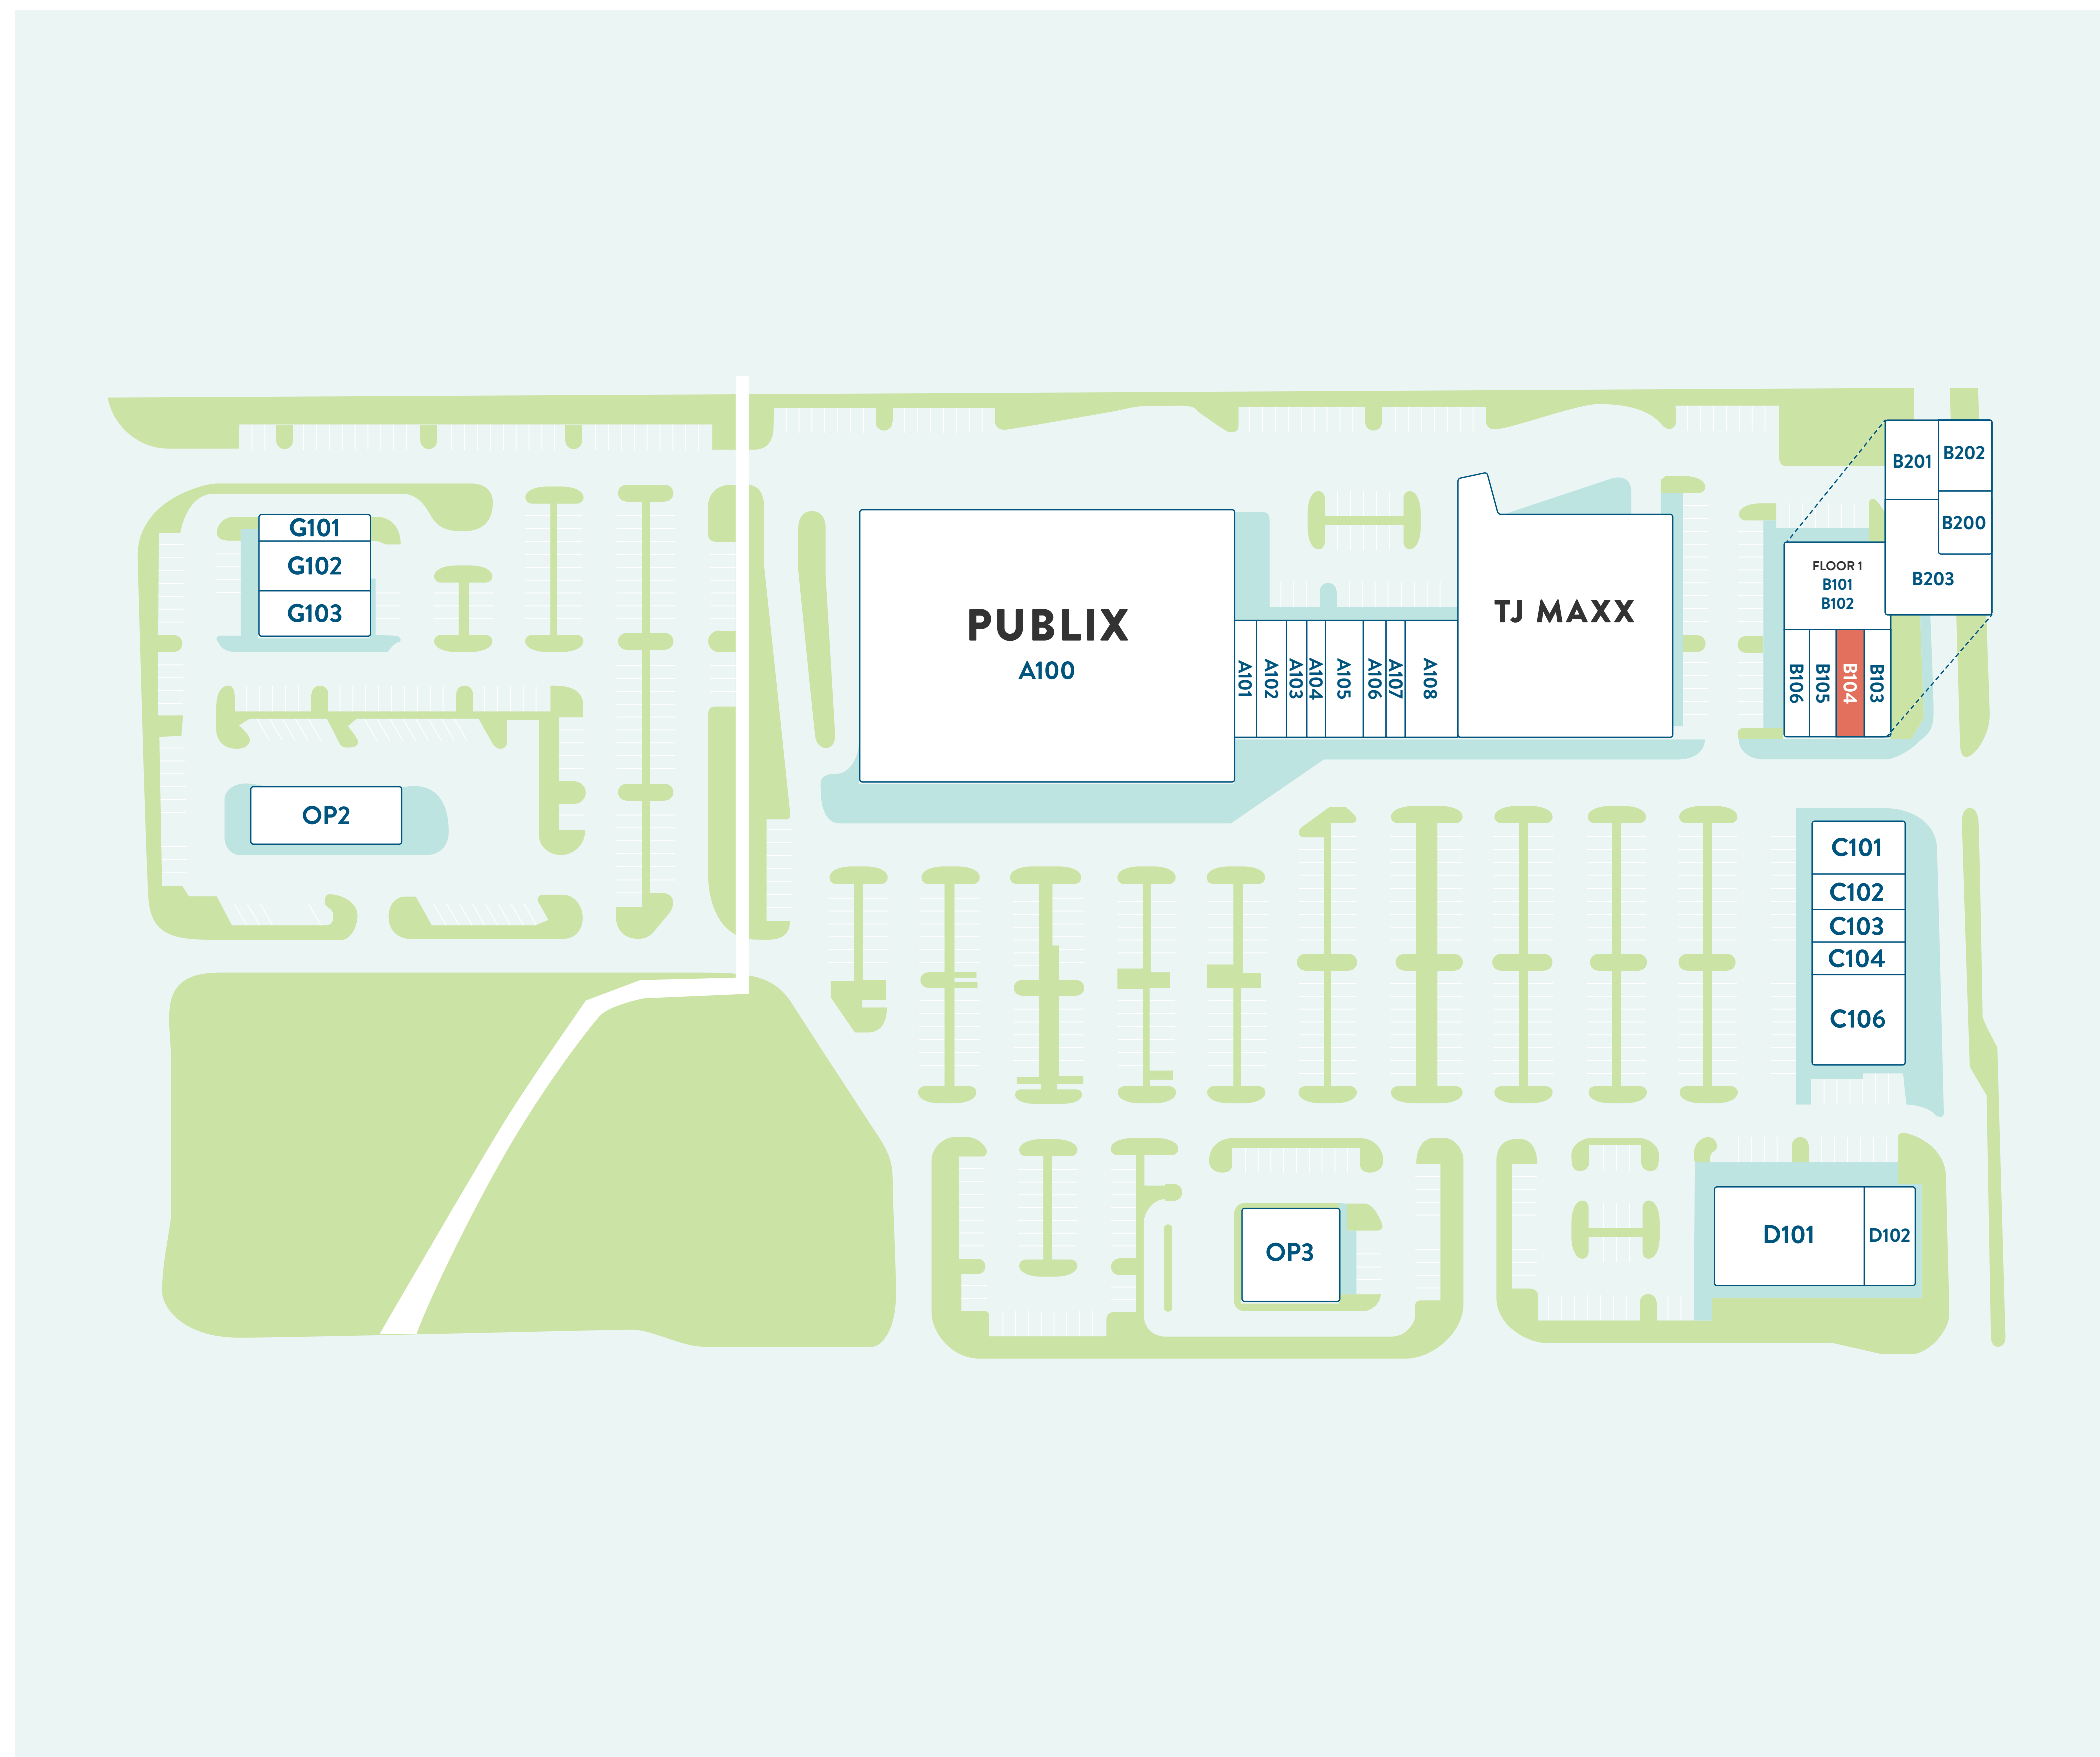 B201
B202
B200
B203
G101
G102
G103
FLOOR 1
B101
B102
PUBLIX
A100
TJ MAXX
A101
A102
A103
A104
A105
A106
A107
A108
B106
B105
B104
B103
OP2
C101
C102
C103
C104
C106
OP3
D101
D102